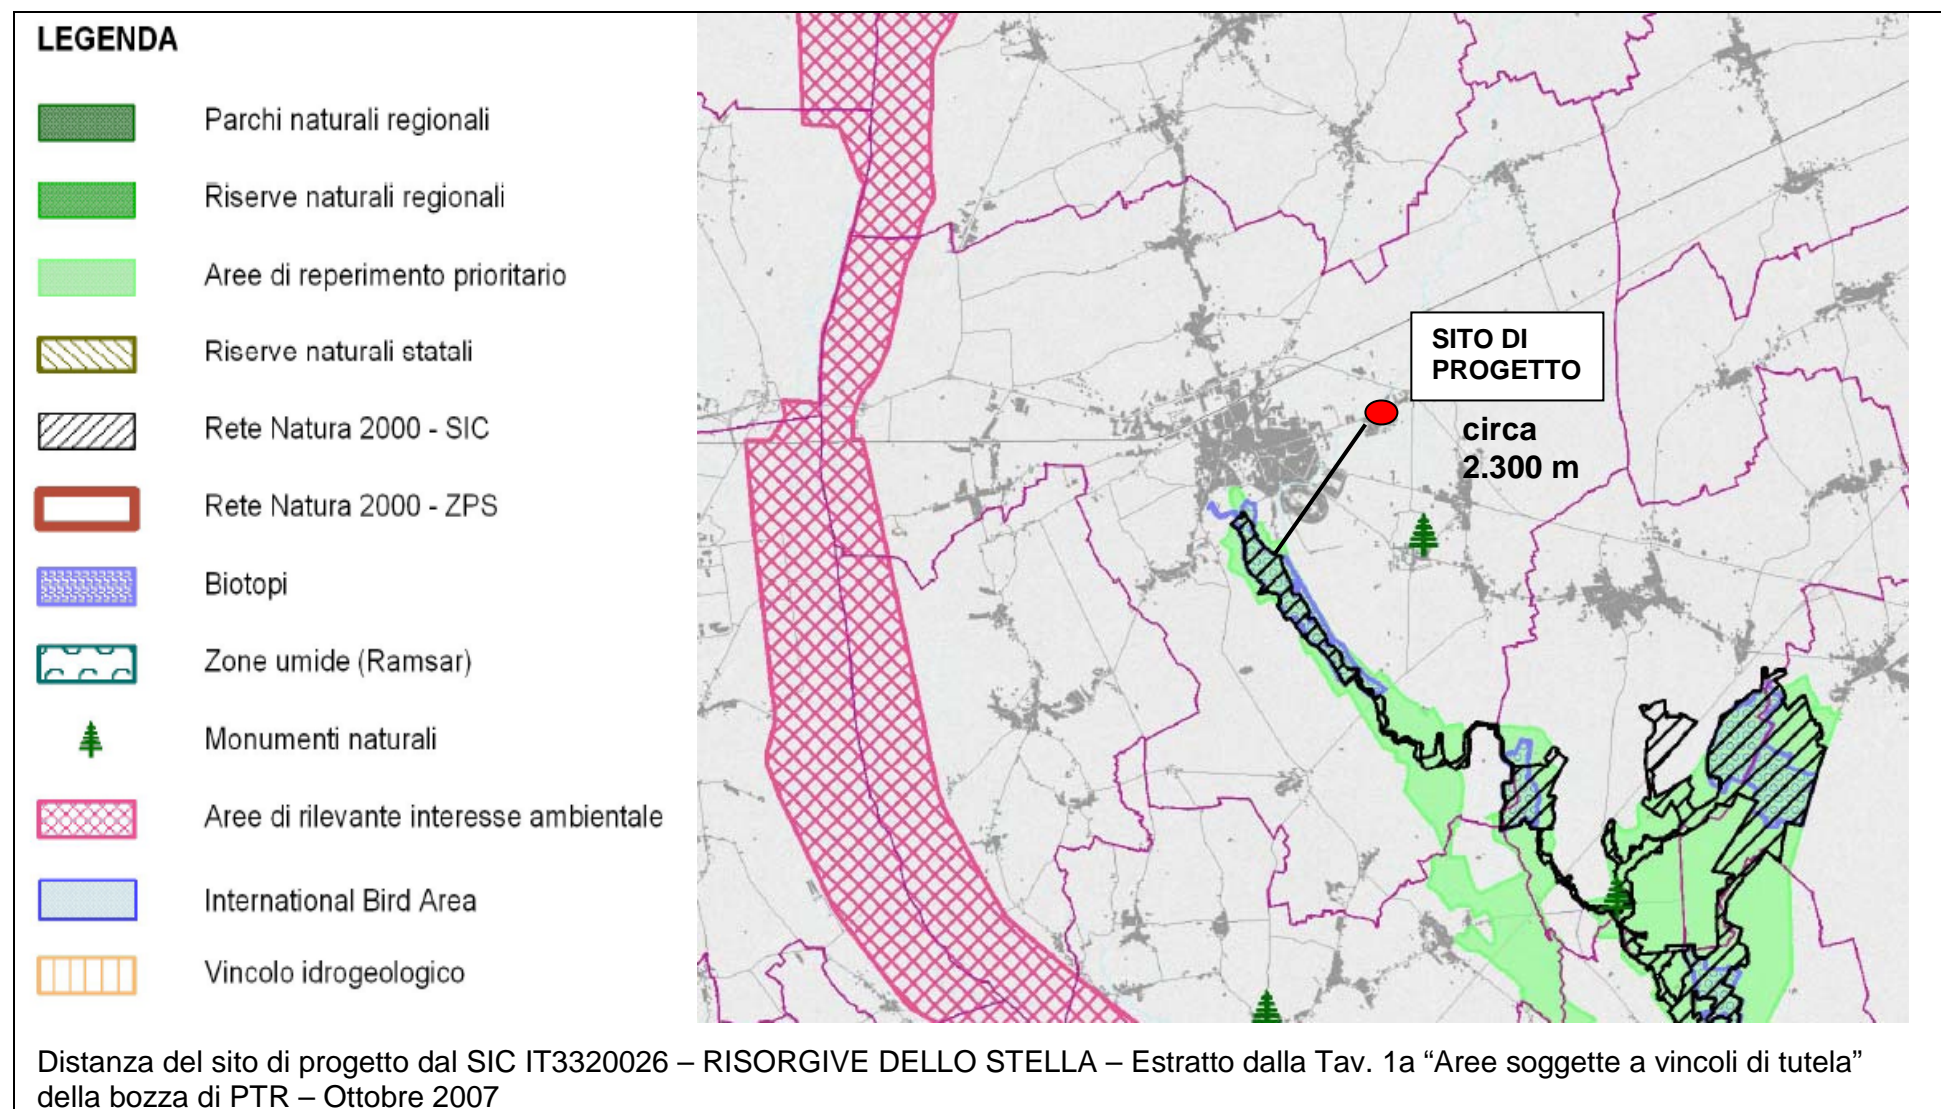 LEGENDA
Parchi naturali regionali
Riserve naturali regionali
Aree di reperimento prioritario
Riserve naturali statali
Rete Natura 2000 - SIC
Rete Natura 2000 - ZPS
Biotopi
Zone umide (Ramsar)
Monumenti naturali
Aree di rilevante interesse ambientale
International Bird Area
Vincolo idrogeologico
SITO DI
PROGETTO
circa
2.300 m
Distanza del sito di progetto dal SIC IT3320026 – RISORGIVE DELLO STELLA – Estratto dalla Tav. 1a “Aree soggette a vincoli di tutela”
della bozza di PTR – Ottobre 2007